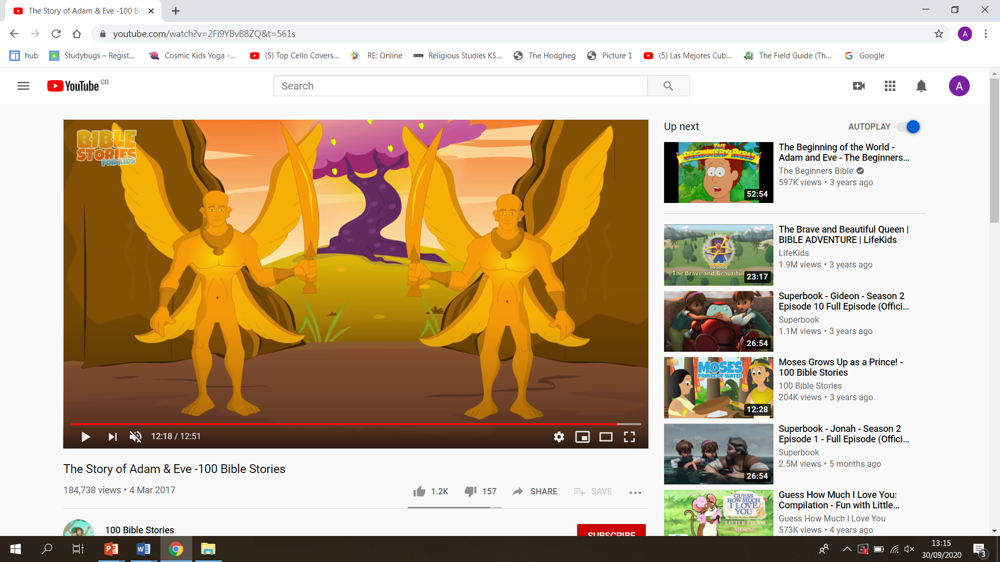 The Story of Adam & Eve -100 Bi
youtube.com/watch?v=2Fi9YBvB8ZQ&t=561s
A
hub
Studybugs – Regist...
Cosmic Kids Yoga -...
(5) Top Cello Covers...
RE: Online
BBC
Religious Studies KS...
The Hodgheg
Picture 1
(5) Las Mejores Cub...
The Field Guide (Th...
Google
YouTube GB
Search
A
BIBLE
STORIES
FOR KIDS
12:18 / 12:51
The Story of Adam & Eve -100 Bible Stories
184,738 views • 4 Mar 2017
1.2K
157
SHARE
SAVE
100 Bible Stories
SUBSCRIBE
Up next
AUTOPLAY
THE
BEGINNERS BIBLE
52:54
The Beginning of the World -
Adam and Eve - The Beginners...
The Beginners Bible
597K views • 3 years ago
The Brave and Beautiful
23:17
The Brave and Beautiful Queen |
BIBLE ADVENTURE | LifeKids
LifeKids
1.9M views • 3 years ago
26:54
Superbook - Gideon - Season 2
Episode 10 Full Episode (Offici...
Superbook
1.1M views • 3 years ago
MOSES
PRINCE OF WATER
12:28
Moses Grows Up as a Prince! -
100 Bible Stories
100 Bible Stories
204K views • 3 years ago
26:54
Superbook - Jonah - Season 2
Episode 1 - Full Episode (Offici...
Superbook
2.5M views • 5 months ago
GUESS
HOW MUCH
I LOVE
YOU
LITTLE FIELD
MOUSE
Guess How Much I Love You:
Compilation - Fun with Little...
Guess How Much I Love You
573K views • 4 years ago
13:15
30/09/2020
3